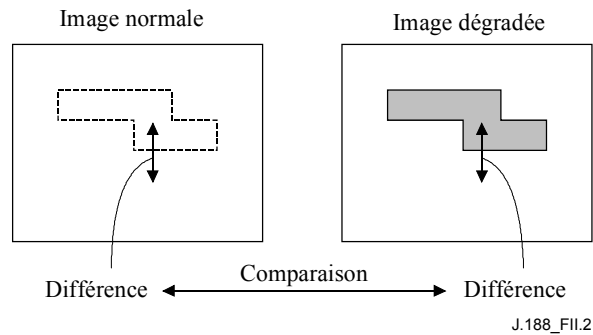 Image normale
Image dégradée
Différence
Comparaison
Différence
J.188_FII.2